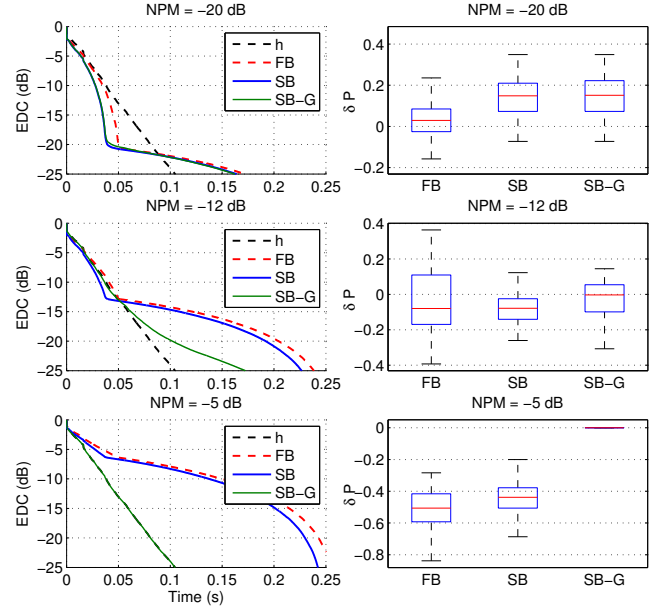 NPM = −20 dB
EDC (dB)
0
−5
−10
−15
−20
−25
0
0.05
0.1
0.15
0.2
0.25
h
FB
SB
SB−G
NPM = −20 dB
δ P
0.4
0.2
0
−0.2
FB
SB
SB−G
NPM = −12 dB
EDC (dB)
0
−5
−10
−15
−20
−25
0
0.05
0.1
0.15
0.2
0.25
h
FB
SB
SB−G
NPM = −12 dB
δ P
0.4
0.2
0
−0.2
−0.4
FB
SB
SB−G
NPM = −5 dB
EDC (dB)
0
−5
−10
−15
−20
−25
0
0.05
0.1
0.15
0.2
0.25
Time (s)
h
FB
SB
SB−G
NPM = −5 dB
δ P
0
−0.2
−0.4
−0.6
−0.8
FB
SB
SB−G